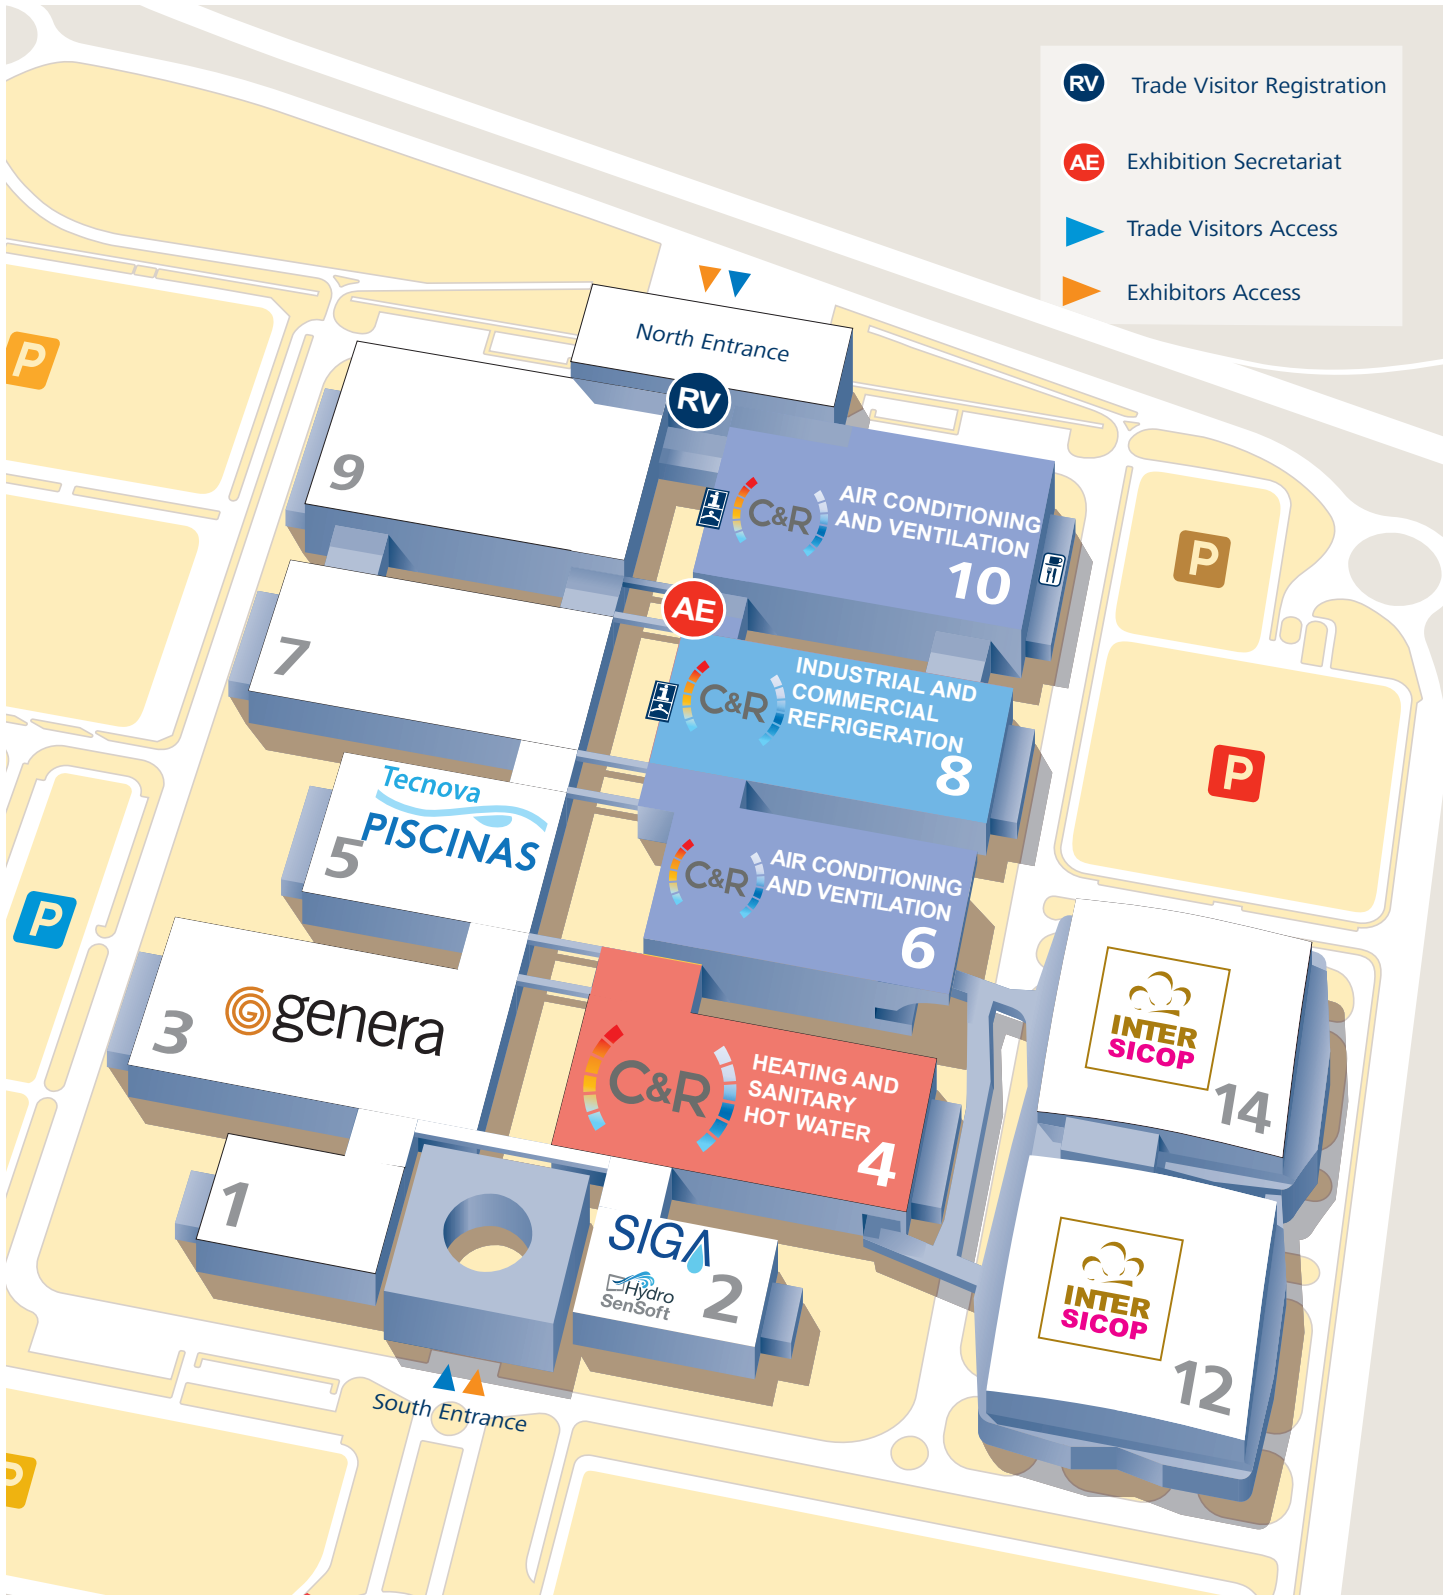 RV Trade Visitor Registration
AE Exhibition Secretariat
Trade Visitors Access
Exhibitors Access
North Entrance
RV
P
9
i
C&R
AIR CONDITIONING
AND VENTILATION
10
P
AE
7
i
C&R
INDUSTRIAL AND
COMMERCIAL
REFRIGERATION
8
P
Tecnova
PISCINAS
5
C&R
AIR CONDITIONING
AND VENTILATION
6
P
3
genera
C&R
HEATING AND
SANITARY
HOT WATER
4
INTER
SICOP
14
1
SIGA
Hydro
SenSoft
2
INTER
SICOP
12
South Entrance
P